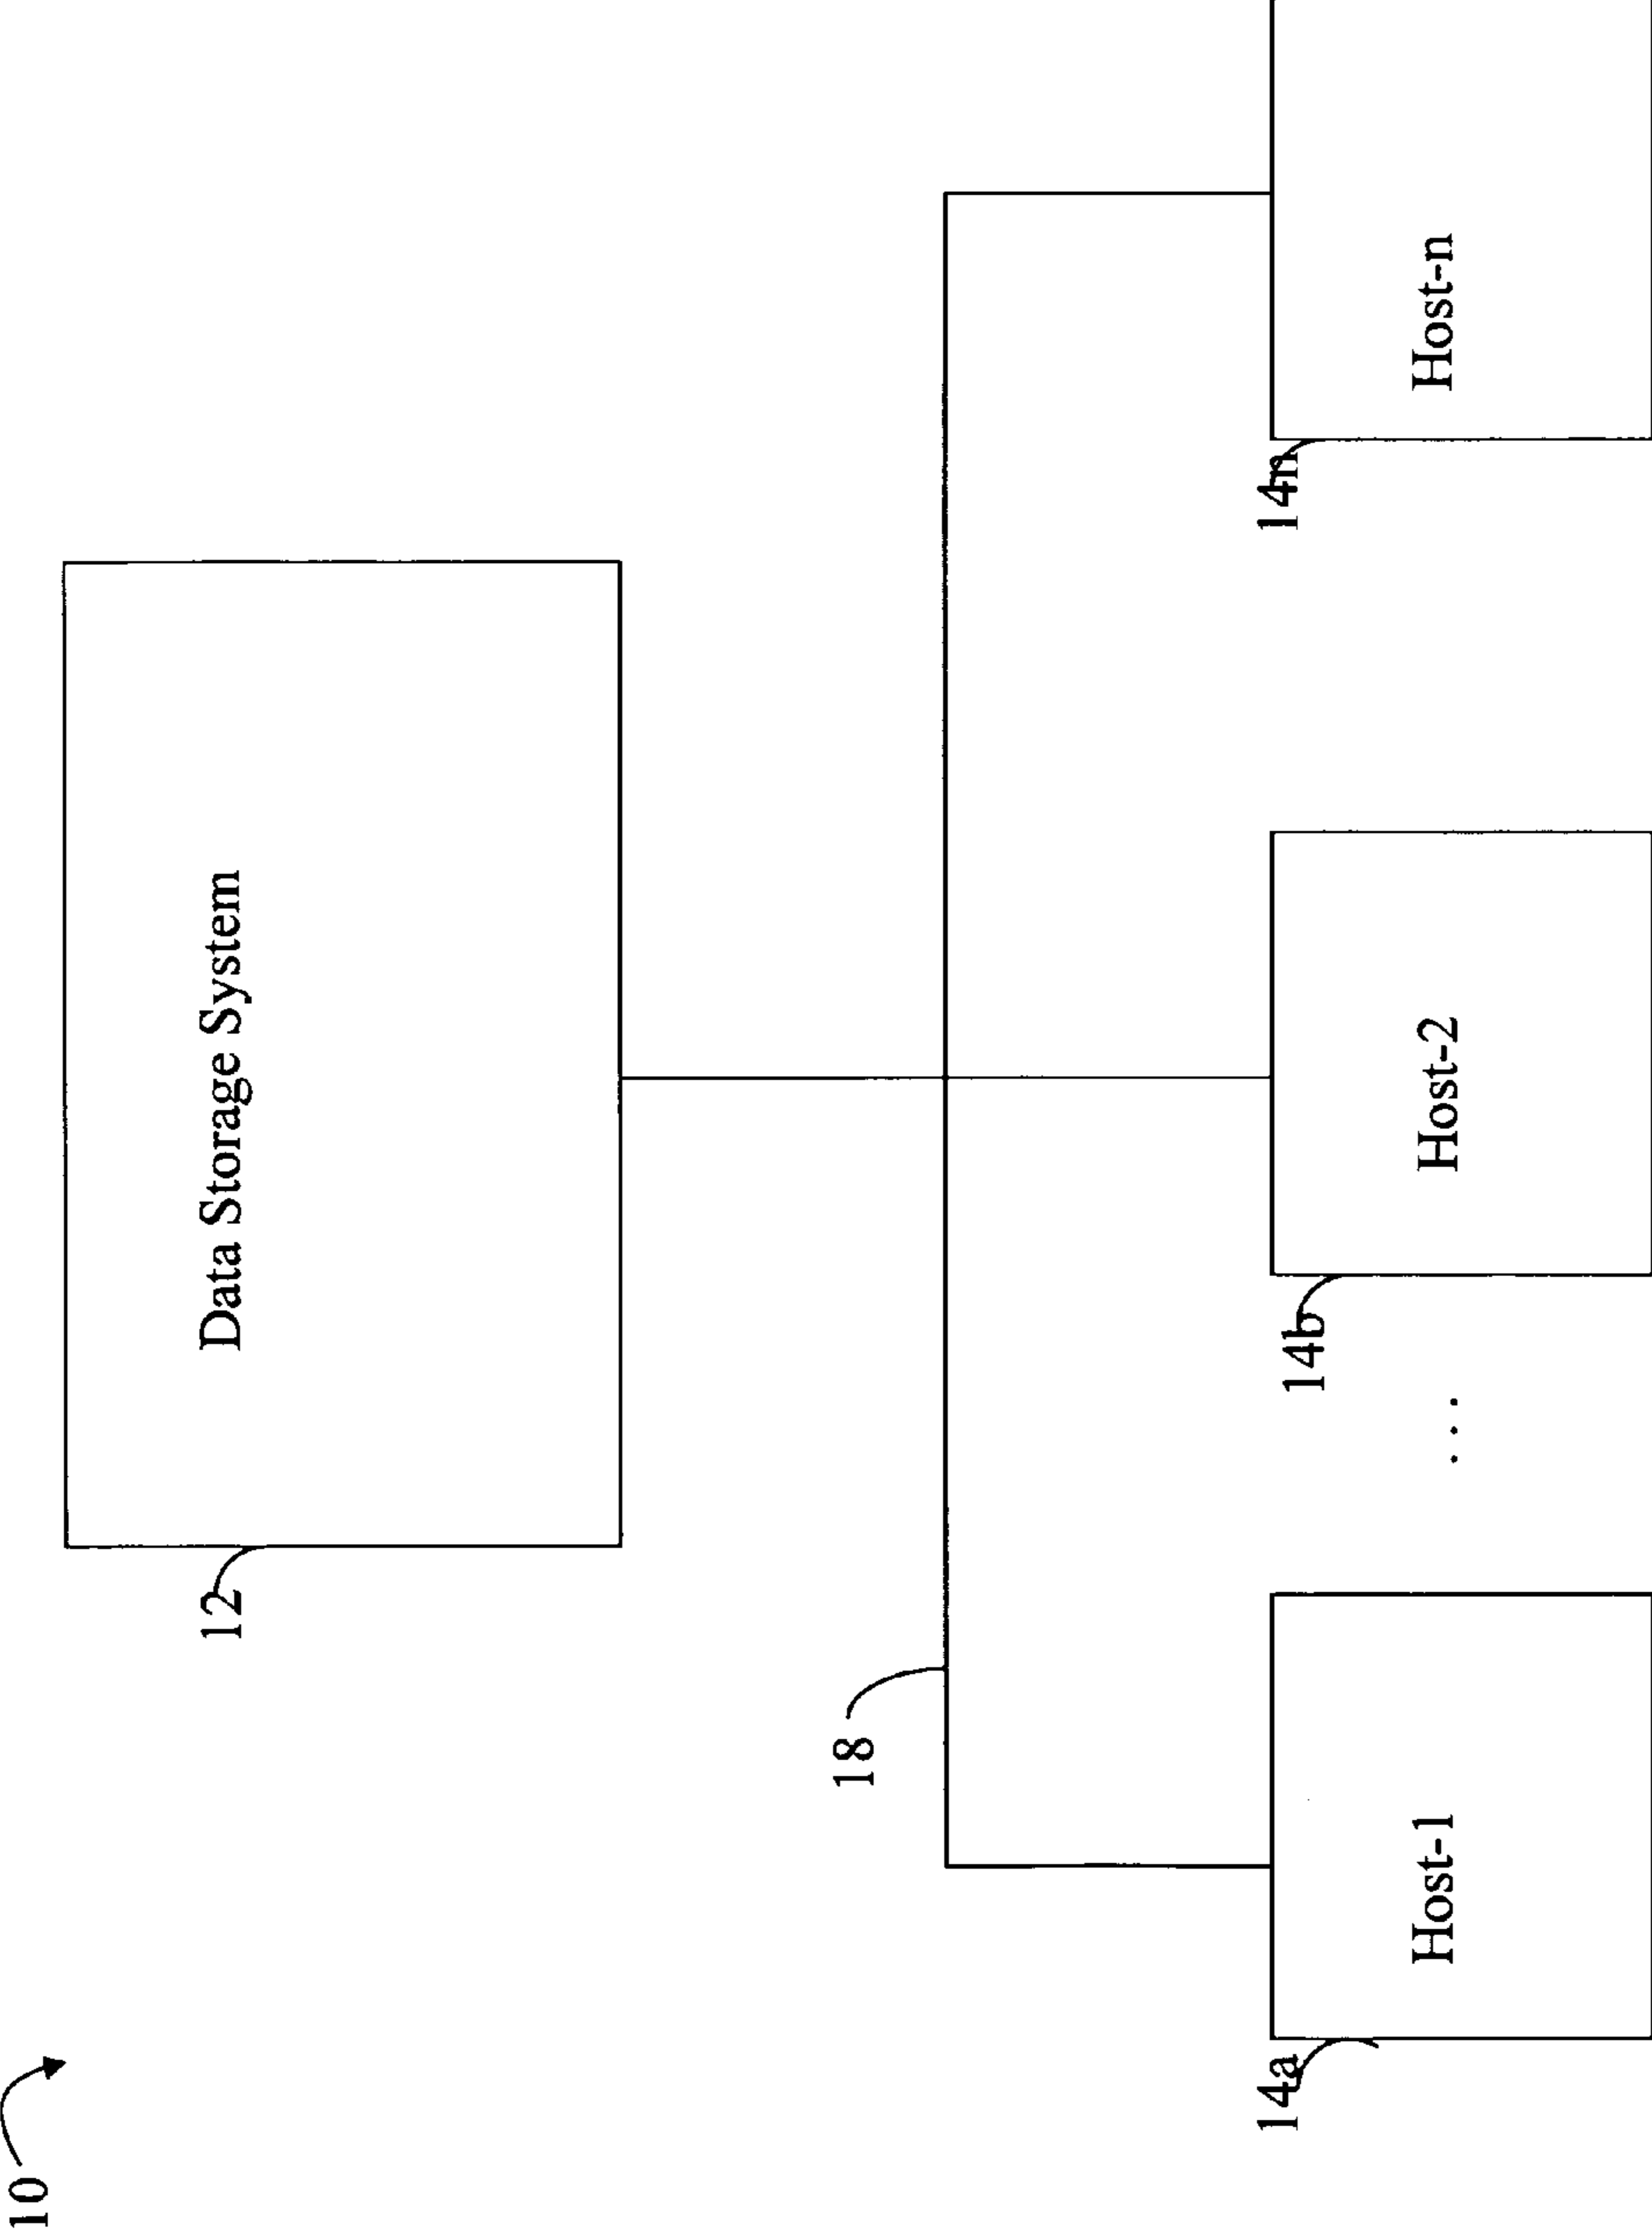 10
12
Data Storage System
18
14a
Host-1
14b
Host-2
14n
Host-n
...